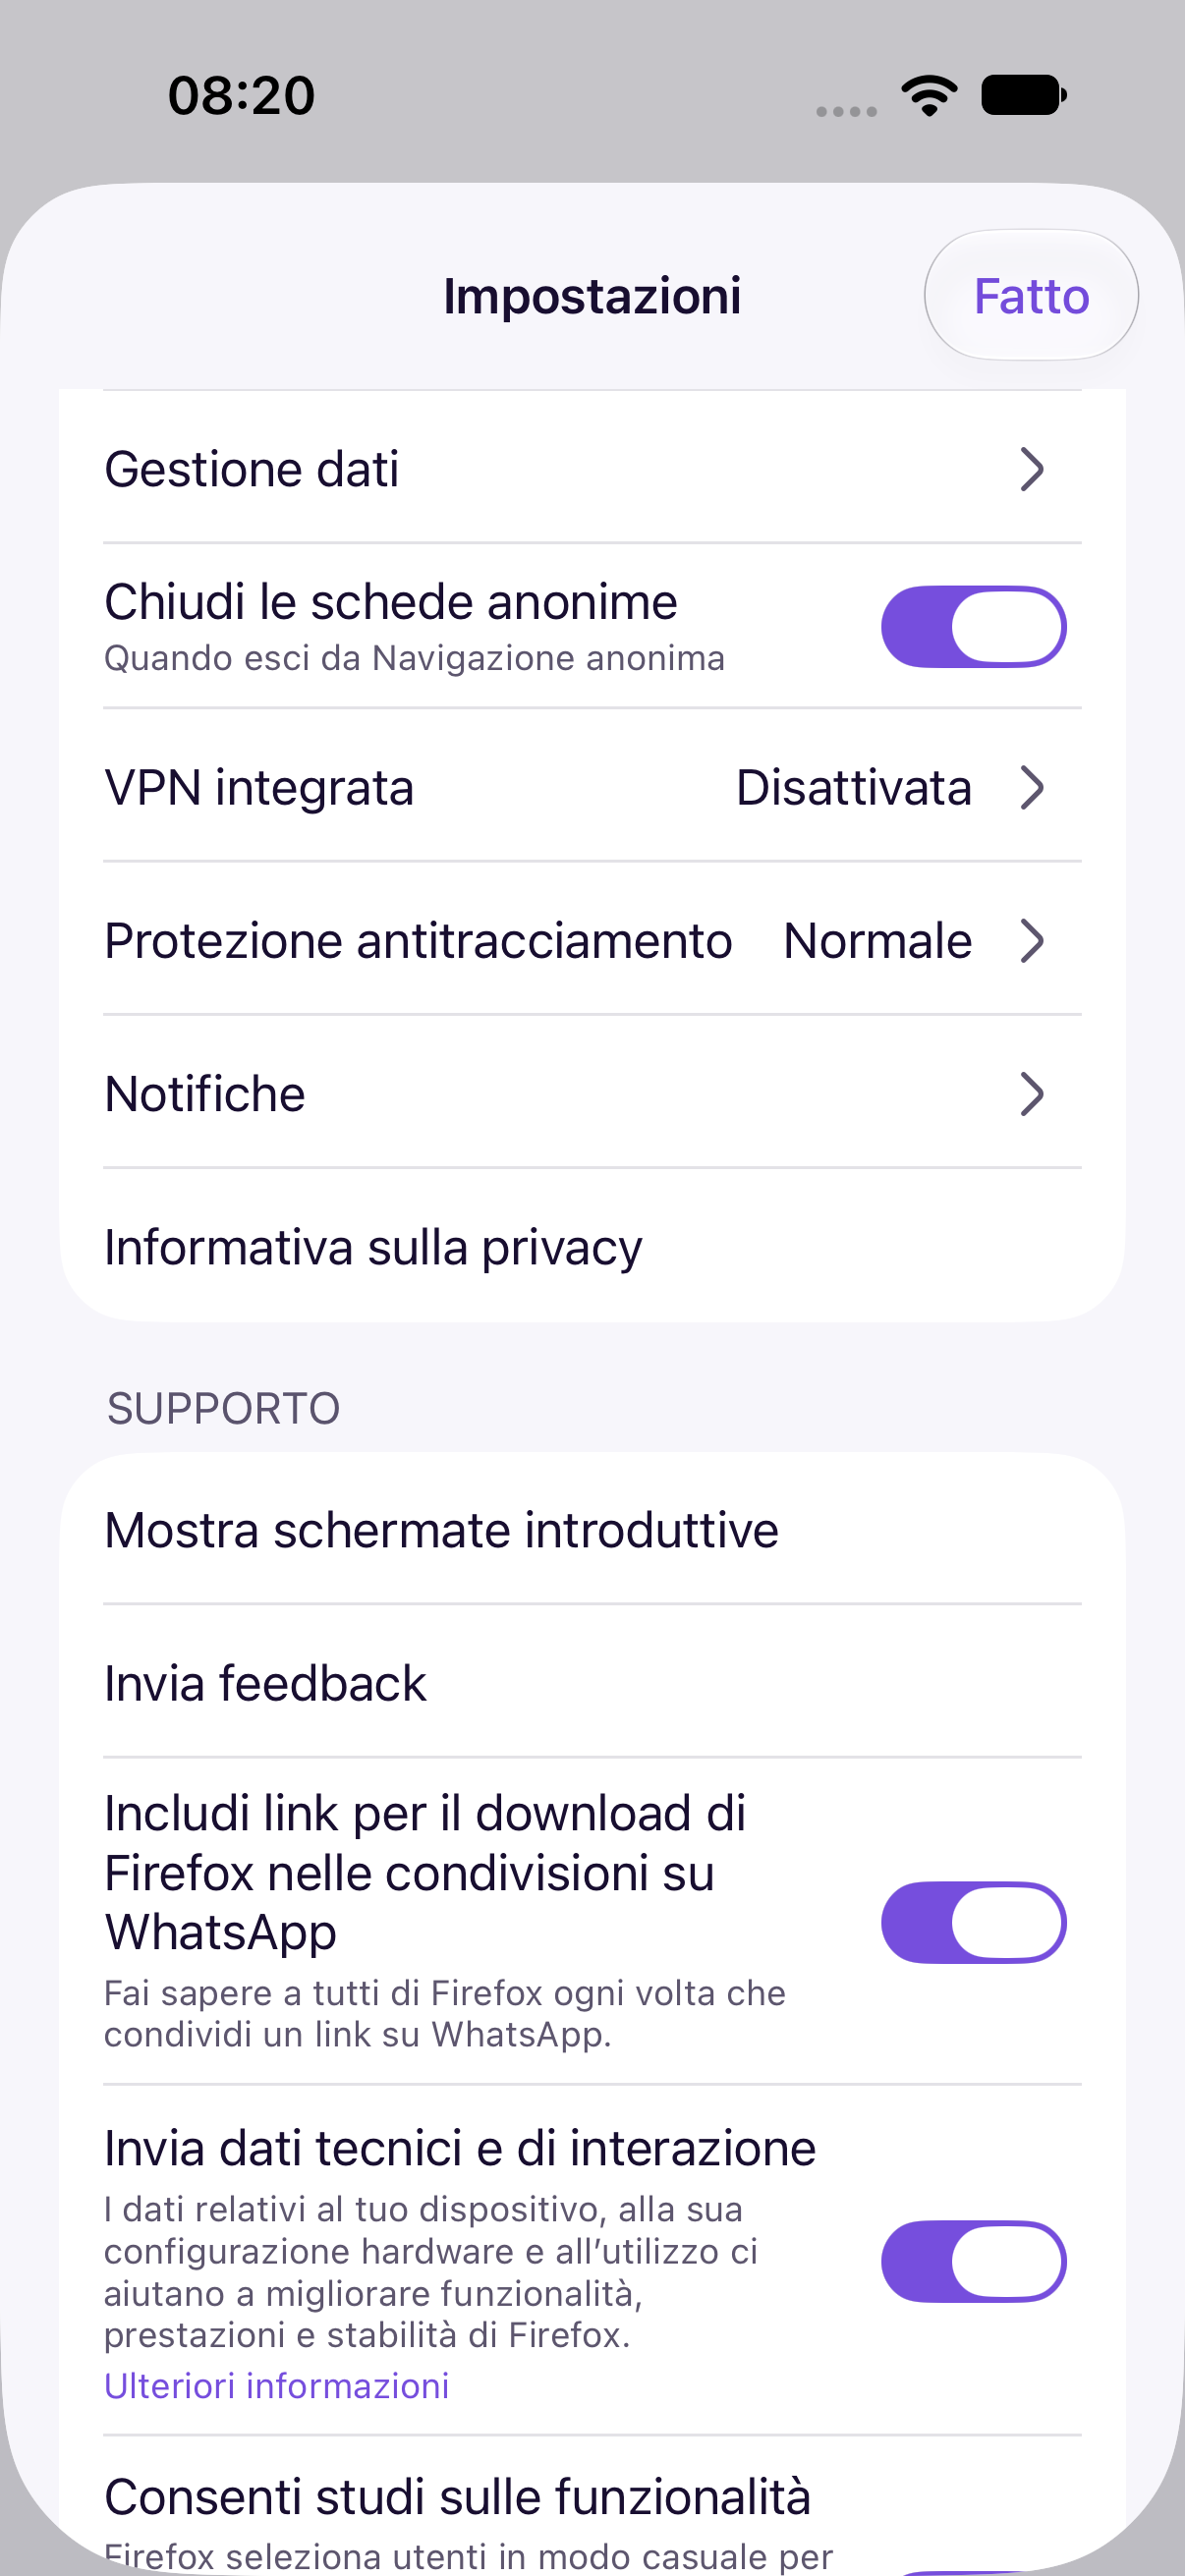 08:20
Impostazioni
Fatto
Gestione dati
Chiudi le schede anonime
Quando esci da Navigazione anonima
VPN integrata Disattivata
Protezione antitracciamento Normale
Notifiche
Informativa sulla privacy
SUPPORTO
Mostra schermate introduttive
Invia feedback
Includi link per il download di
Firefox nelle condivisioni su
WhatsApp
Fai sapere a tutti di Firefox ogni volta che
condividi un link su WhatsApp.
Invia dati tecnici e di interazione
I dati relativi al tuo dispositivo, alla sua
configurazione hardware e all’utilizzo ci
aiutano a migliorare funzionalità,
prestazioni e stabilità di Firefox.
Ulteriori informazioni
Consenti studi sulle funzionalità
Firefox seleziona utenti in modo casuale per